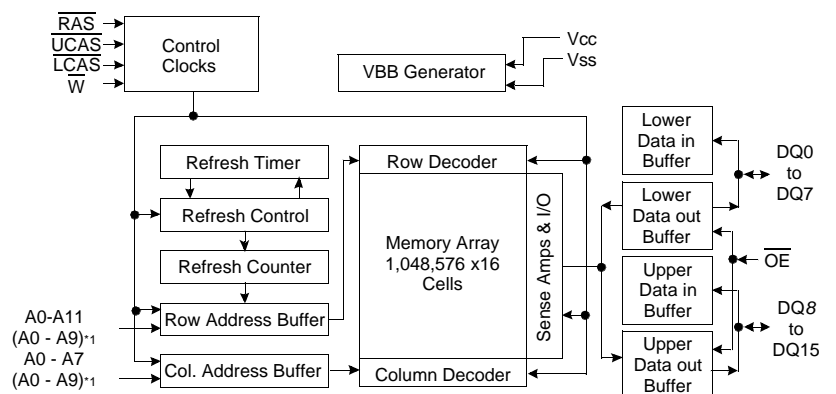 RAS
UCAS
LCAS
W
Control
Clocks
VBB Generator
Vcc
Vss
Refresh Timer
Refresh Control
Refresh Counter
Row Address Buffer
Col. Address Buffer
A0-A11
(A0 - A9)*1
A0 - A7
(A0 - A9)*1
Row Decoder
Memory Array
1,048,576 x16
Cells
Column Decoder
Sense Amps & I/O
Lower
Data in
Buffer
Lower
Data out
Buffer
Upper
Data in
Buffer
Upper
Data out
Buffer
DQ0
to
DQ7
OE
DQ8
to
DQ15